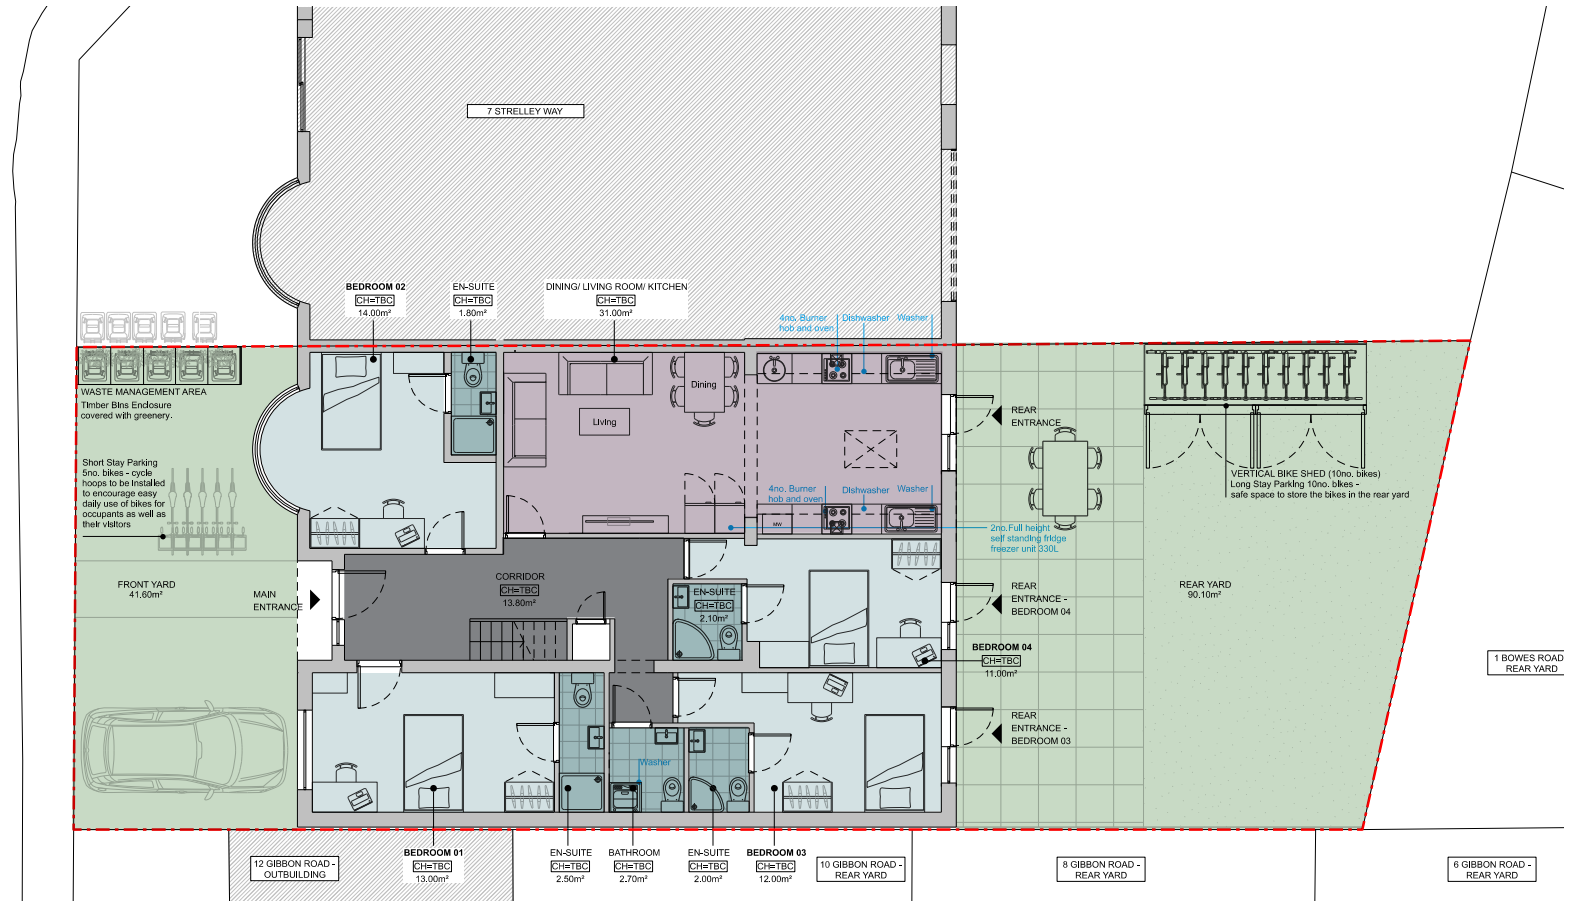 7 STRELLEY WAY
BEDROOM 02
CH=TBC
14.00m²
EN-SUITE
CH=TBC
1.80m²
DINING/ LIVING ROOM/ KITCHEN
CH=TBC
31.00m²
4no. Burner
hob and oven
Dishwasher
Washer
WASTE MANAGEMENT AREA
Timber Bins Enclosure
covered with greenery.
Dining
Living
REAR
ENTRANCE
Short Stay Parking
5no. bikes - cycle
hoops to be installed
to encourage easy
daily use of bikes for
occupants as well as
their visitors
VERTICAL BIKE SHED (10no. bikes)
Long Stay Parking 10no. bikes -
safe space to store the bikes in the rear yard
4no. Burner
hob and oven
Dishwasher
Washer
MW
2no.Full height
self standing fridge
freezer unit 330L
FRONT YARD
41.60m²
MAIN
ENTRANCE
CORRIDOR
CH=TBC
13.80m²
EN-SUITE
CH=TBC
2.10m²
REAR
ENTRANCE -
BEDROOM 04
REAR YARD
90.10m²
BEDROOM 04
CH=TBC
11.00m²
1 BOWES ROAD
REAR YARD
REAR
ENTRANCE -
BEDROOM 03
Washer
12 GIBBON ROAD -
OUTBUILDING
BEDROOM 01
CH=TBC
13.00m²
EN-SUITE
CH=TBC
2.50m²
BATHROOM
CH=TBC
2.70m²
EN-SUITE
CH=TBC
2.00m²
BEDROOM 03
CH=TBC
12.00m²
10 GIBBON ROAD -
REAR YARD
8 GIBBON ROAD -
REAR YARD
6 GIBBON ROAD -
REAR YARD